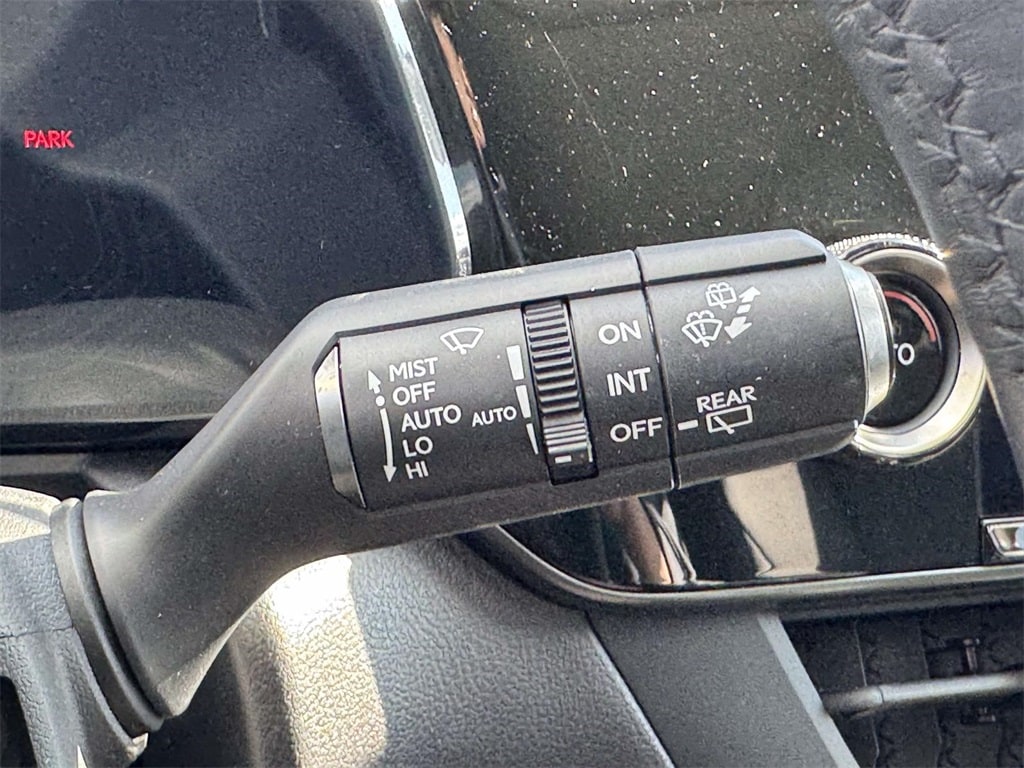 PARK
MIST
OFF
AUTO
LO
HI
AUTO
ON
INT
OFF
REAR